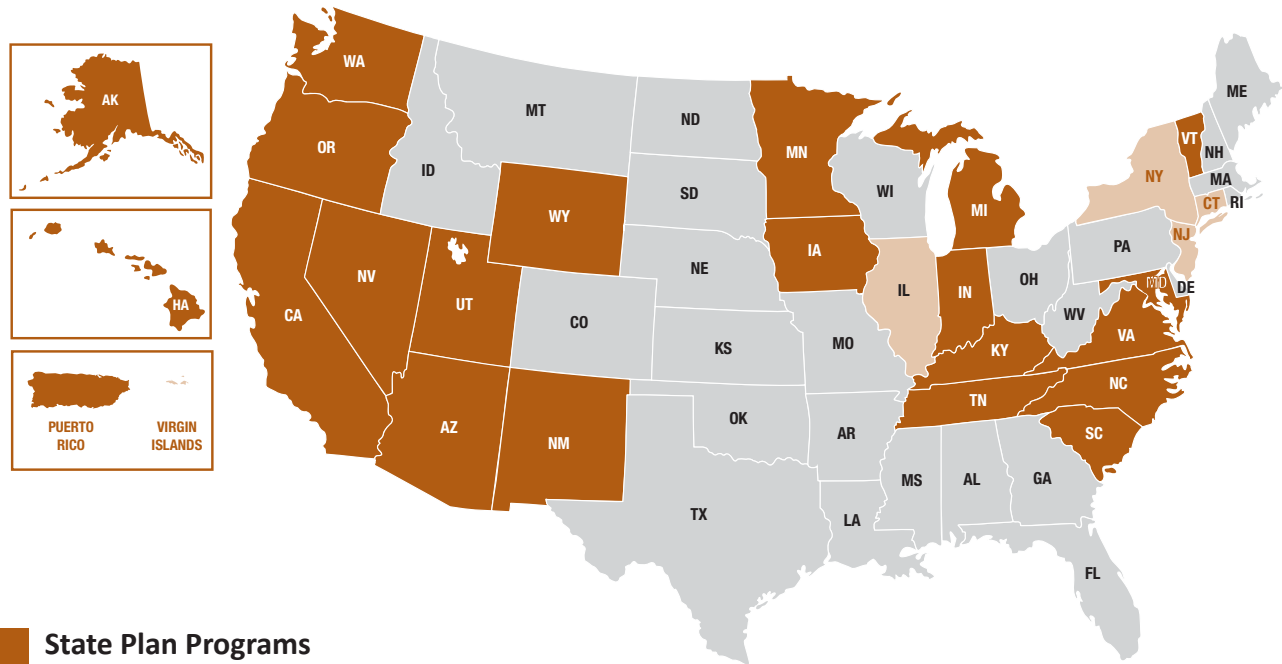 AK
HA
PUERTO
RICO
VIRGIN
ISLANDS
WA
OR
CA
NV
ID
MT
WY
UT
AZ
CO
NM
ND
SD
NE
KS
OK
TX
MN
IA
MO
AR
LA
WI
IL
MS
MI
IN
KY
TN
AL
OH
WV
GA
FL
SC
NC
VA
PA
MD
DE
NY
NJ
CT
VT
NH
MA
RI
ME
State Plan Programs